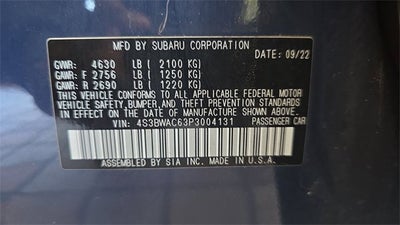 MFD BY SUBARU CORPORATION
DATE: 09/22
GVWR: 4630 LB ( 2100 KG)
GAWR: F 2756 LB ( 1250 KG)
GAWR: R 2690 LB ( 1220 KG)
THIS VEHICLE CONFORMS TO ALL APPLICABLE FEDERAL MOTOR
VEHICLE SAFETY,BUMPER,AND THEFT PREVENTION STANDARDS
IN EFFECT ON THE DATE OF MANUFACTURE SHOWN ABOVE.
VIN: 4S3BWAC63P3004131 PASSENGER CAR
ASSEMBLED BY SIA INC. MADE IN U.S.A.